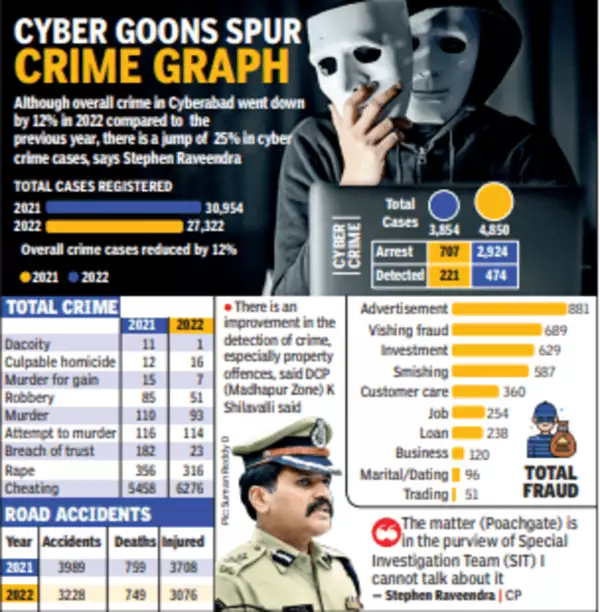 CYBER GOONS SPUR
CRIME GRAPH
Although overall crime in Cyberabad went down
by 12% in 2022 compared to the
previous year, there is a jump of 25% in cyber
crime cases, says Stephen Raveendra
TOTAL CASES REGISTERED
2021 30,954
2022 27,322
Overall crime cases reduced by 12%
2021 2022
CYBER
CRIME
Total
Cases 3,854 4,850
Arrest 707 2,924
Detected 221 474
TOTAL CRIME
2021 2022
Dacoity 11 1
Culpable homicide 12 16
Murder for gain 15 7
Robbery 85 51
Murder 110 93
Attempt to murder 116 114
Breach of trust 182 23
Rape 356 316
Cheating 5458 6276
ROAD ACCIDENTS
Year Accidents Deaths Injured
2021 3989 759 3708
2022 3228 749 3076
There is an
improvement in the
detection of crime,
especially property
offences, said DCP
(Madhapur Zone) K
Shilavalli said
Pic: Suresan Reddy D
Advertisement 881
Vishing fraud 689
Investment 629
Smishing 587
Customer care 360
Job 254
Loan 238
Business 120
Marital/Dating 96
Trading 51
TOTAL
FRAUD
The matter (Poachgate) is
in the purview of Special
Investigation Team (SIT) I
cannot talk about it
— Stephen Raveendra | CP